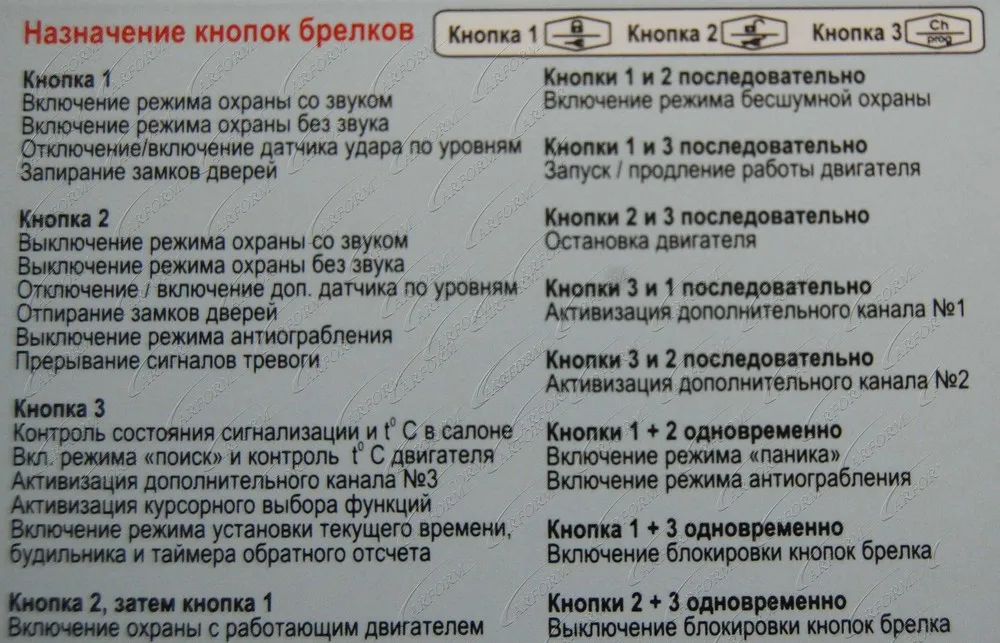 Назначение кнопок брелков
Кнопка 1 Кнопка 2 Кнопка 3 Ch prog
Кнопка 1
Включение режима охраны со звуком
Включение режима охраны без звука
Отключение/включение датчика удара по уровням
Запирание замков дверей
Кнопка 2
Выключение режима охраны со звуком
Выключение режима охраны без звука
Отключение / включение доп. датчика по уровням
Отпирание замков дверей
Выключение режима антиограбления
Прерывание сигналов тревоги
Кнопка 3
Контроль состояния сигнализации и t° C в салоне
Вкл. режима «поиск» и контроль t° C двигателя
Активизация дополнительного канала №3
Активизация курсорного выбора функций
Включение режима установки текущего времени,
будильника и таймера обратного отсчета
Кнопка 2, затем кнопка 1
Включение охраны с работающим двигателем
Кнопки 1 и 2 последовательно
Включение режима бесшумной охраны
Кнопки 1 и 3 последовательно
Запуск / продление работы двигателя
Кнопки 2 и 3 последовательно
Остановка двигателя
Кнопки 3 и 1 последовательно
Активизация дополнительного канала №1
Кнопки 3 и 2 последовательно
Активизация дополнительного канала №2
Кнопки 1 + 2 одновременно
Включение режима «паника»
Включение режима антиограбления
Кнопка 1 + 3 одновременно
Включение блокировки кнопок брелка
Кнопки 2 + 3 одновременно
Выключение блокировки кнопок брелка
CARFORM